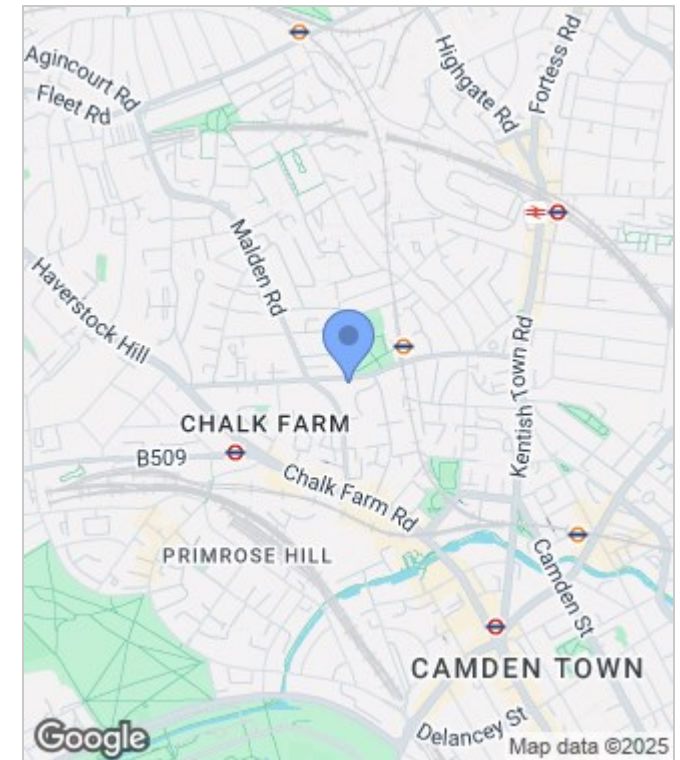 Agincourt Rd
Fleet Rd
Highgate Rd
Fortess Rd
Malden Rd
Haverstock Hill
Kentish Town Rd
CHALK FARM
B509
Chalk Farm Rd
PRIMROSE HILL
Camden St
CAMDEN TOWN
Delancey St
Google
Map data ©2025